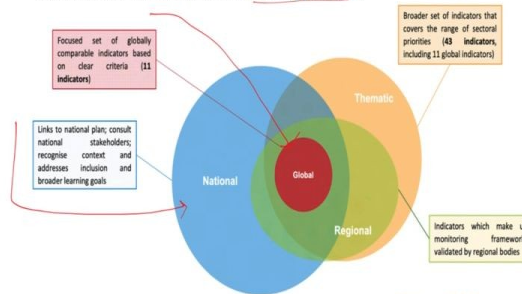 Broader set of indicators that
covers the range of sectoral
priorities (43 indicators,
including 11 global indicators)
Focused set of globally
comparable indicators based
on clear criteria (11
indicators)
Thematic
Links to national plan; consult
national stakeholders;
recognise context and
addresses inclusion and
broader learning goals
National
Global
Regional
Indicators which make u
monitoring framework
validated by regional bodies